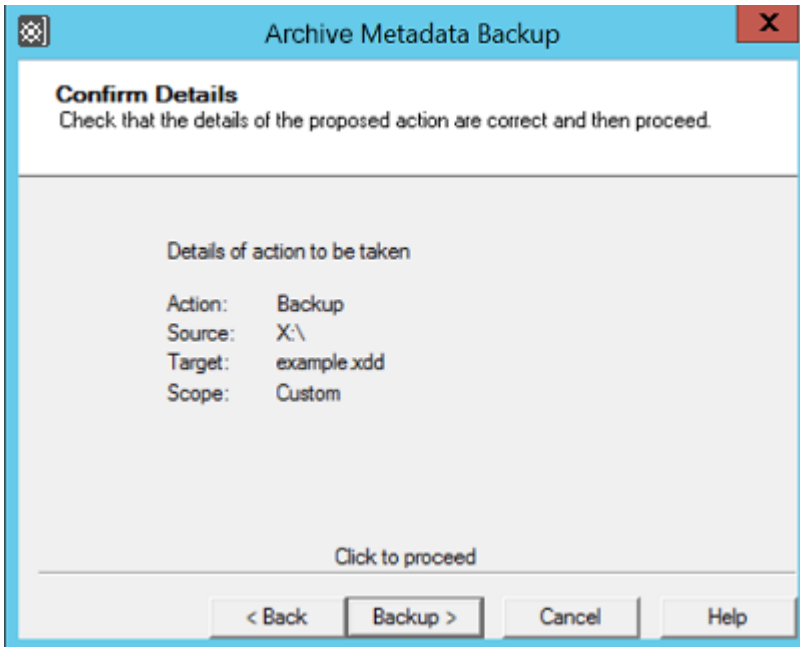 Archive Metadata Backup
X
Confirm Details
Check that the details of the proposed action are correct and then proceed.
Details of action to be taken
Action: Backup
Source: X:\
Target: example.xdd
Scope: Custom
Click to proceed
< Back Backup > Cancel Help